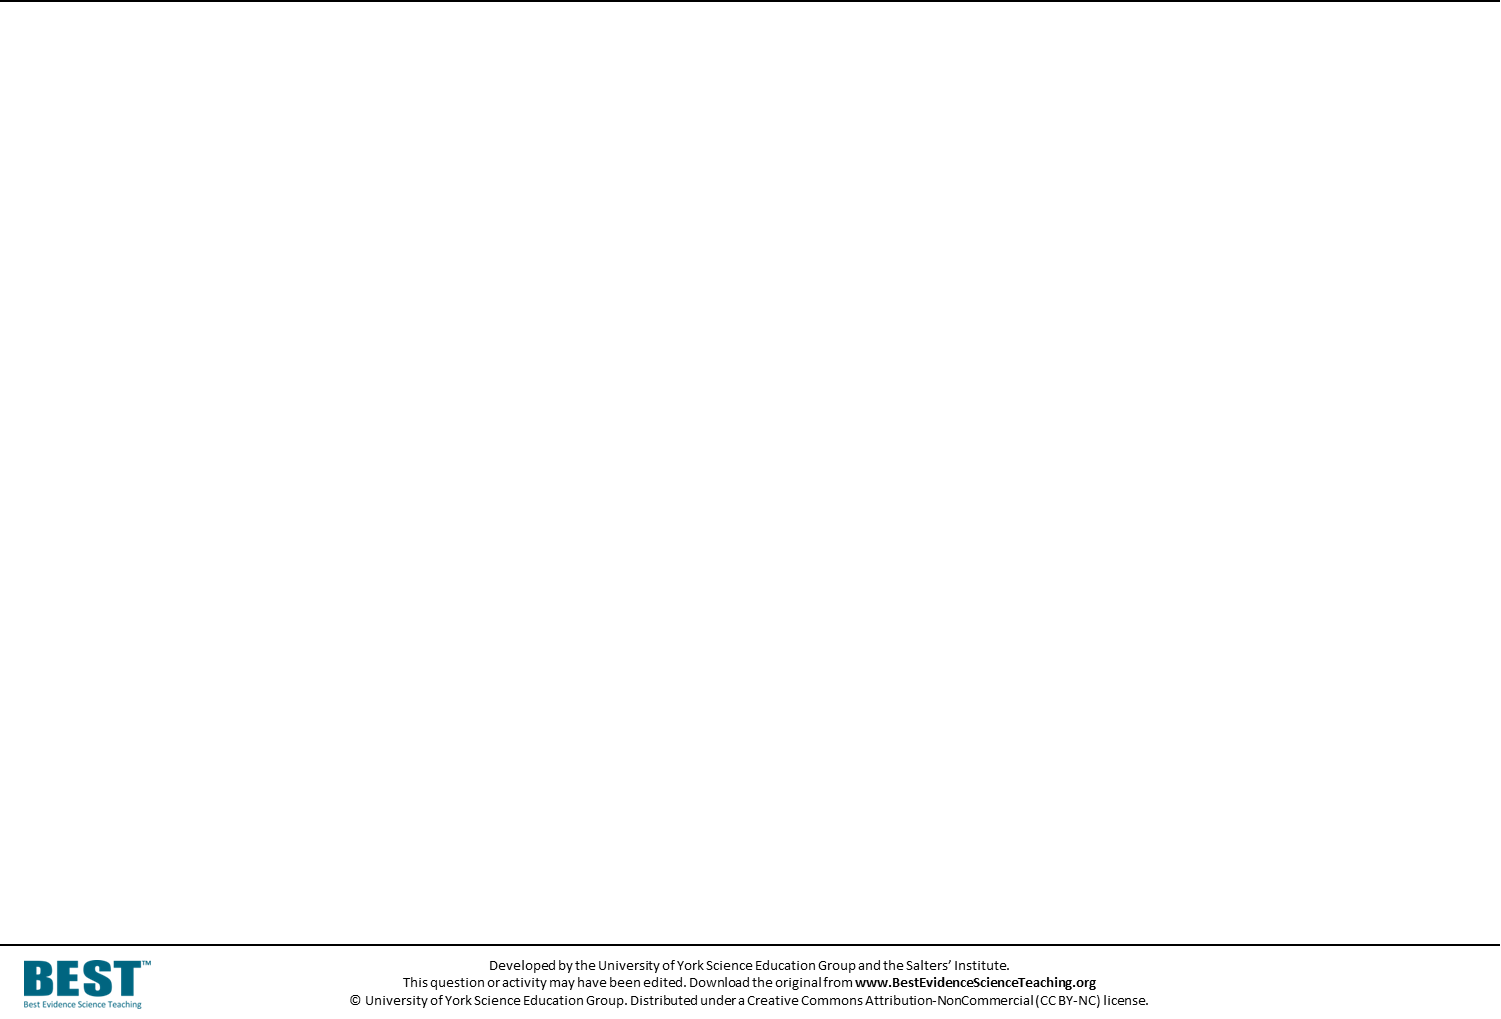 BEST™
Best Evidence Science Teaching
Developed by the University of York Science Education Group and the Salters’ Institute.
This question or activity may have been edited. Download the original from www.BestEvidenceScienceTeaching.org
© University of York Science Education Group. Distributed under a Creative Commons Attribution-NonCommercial (CC BY-NC) license.